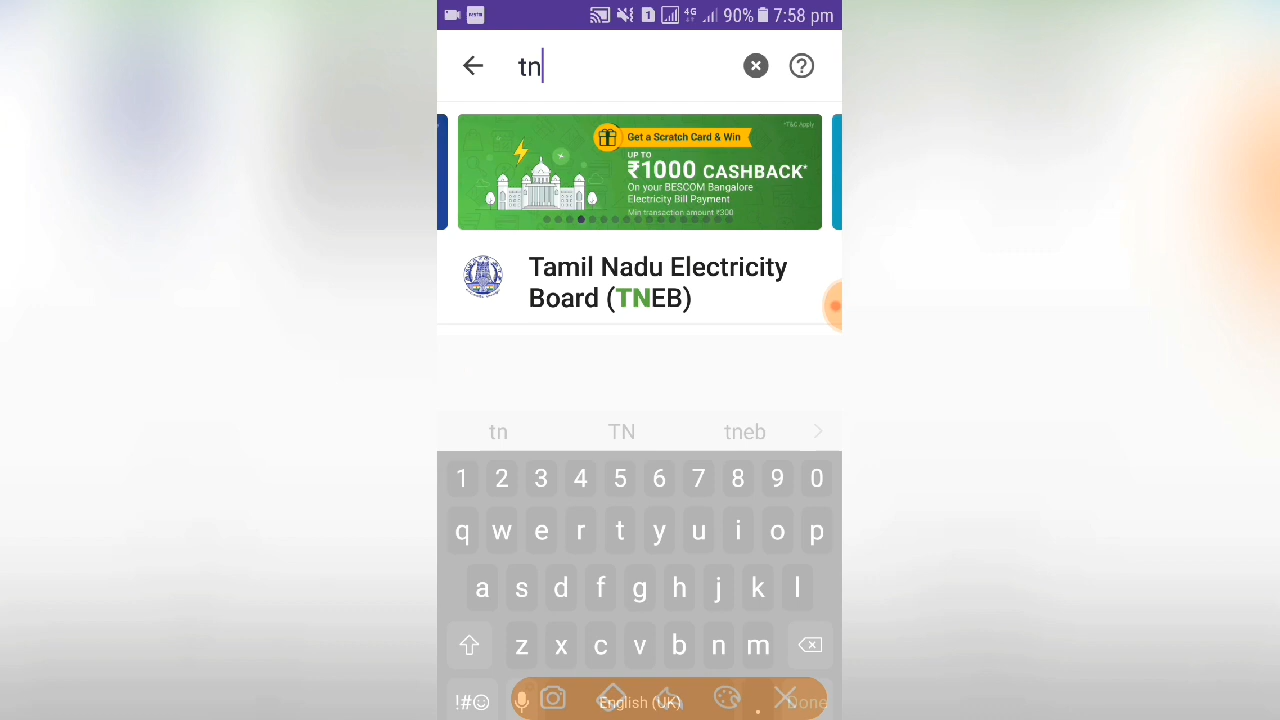 1 4G 90% 7:58 pm
tn
*T&C Apply
Get a Scratch Card & Win
UP TO
₹1000 CASHBACK*
On your BESCOM Bangalore
Electricity Bill Payment
Min transaction amount ₹300
Tamil Nadu Electricity
Board (TNEB)
tn TN tneb
1 2 3 4 5 6 7 8 9 0
q w e r t y u i o p
a s d f g h j k l
z x c v b n m
!#☺ English (UK) . Done